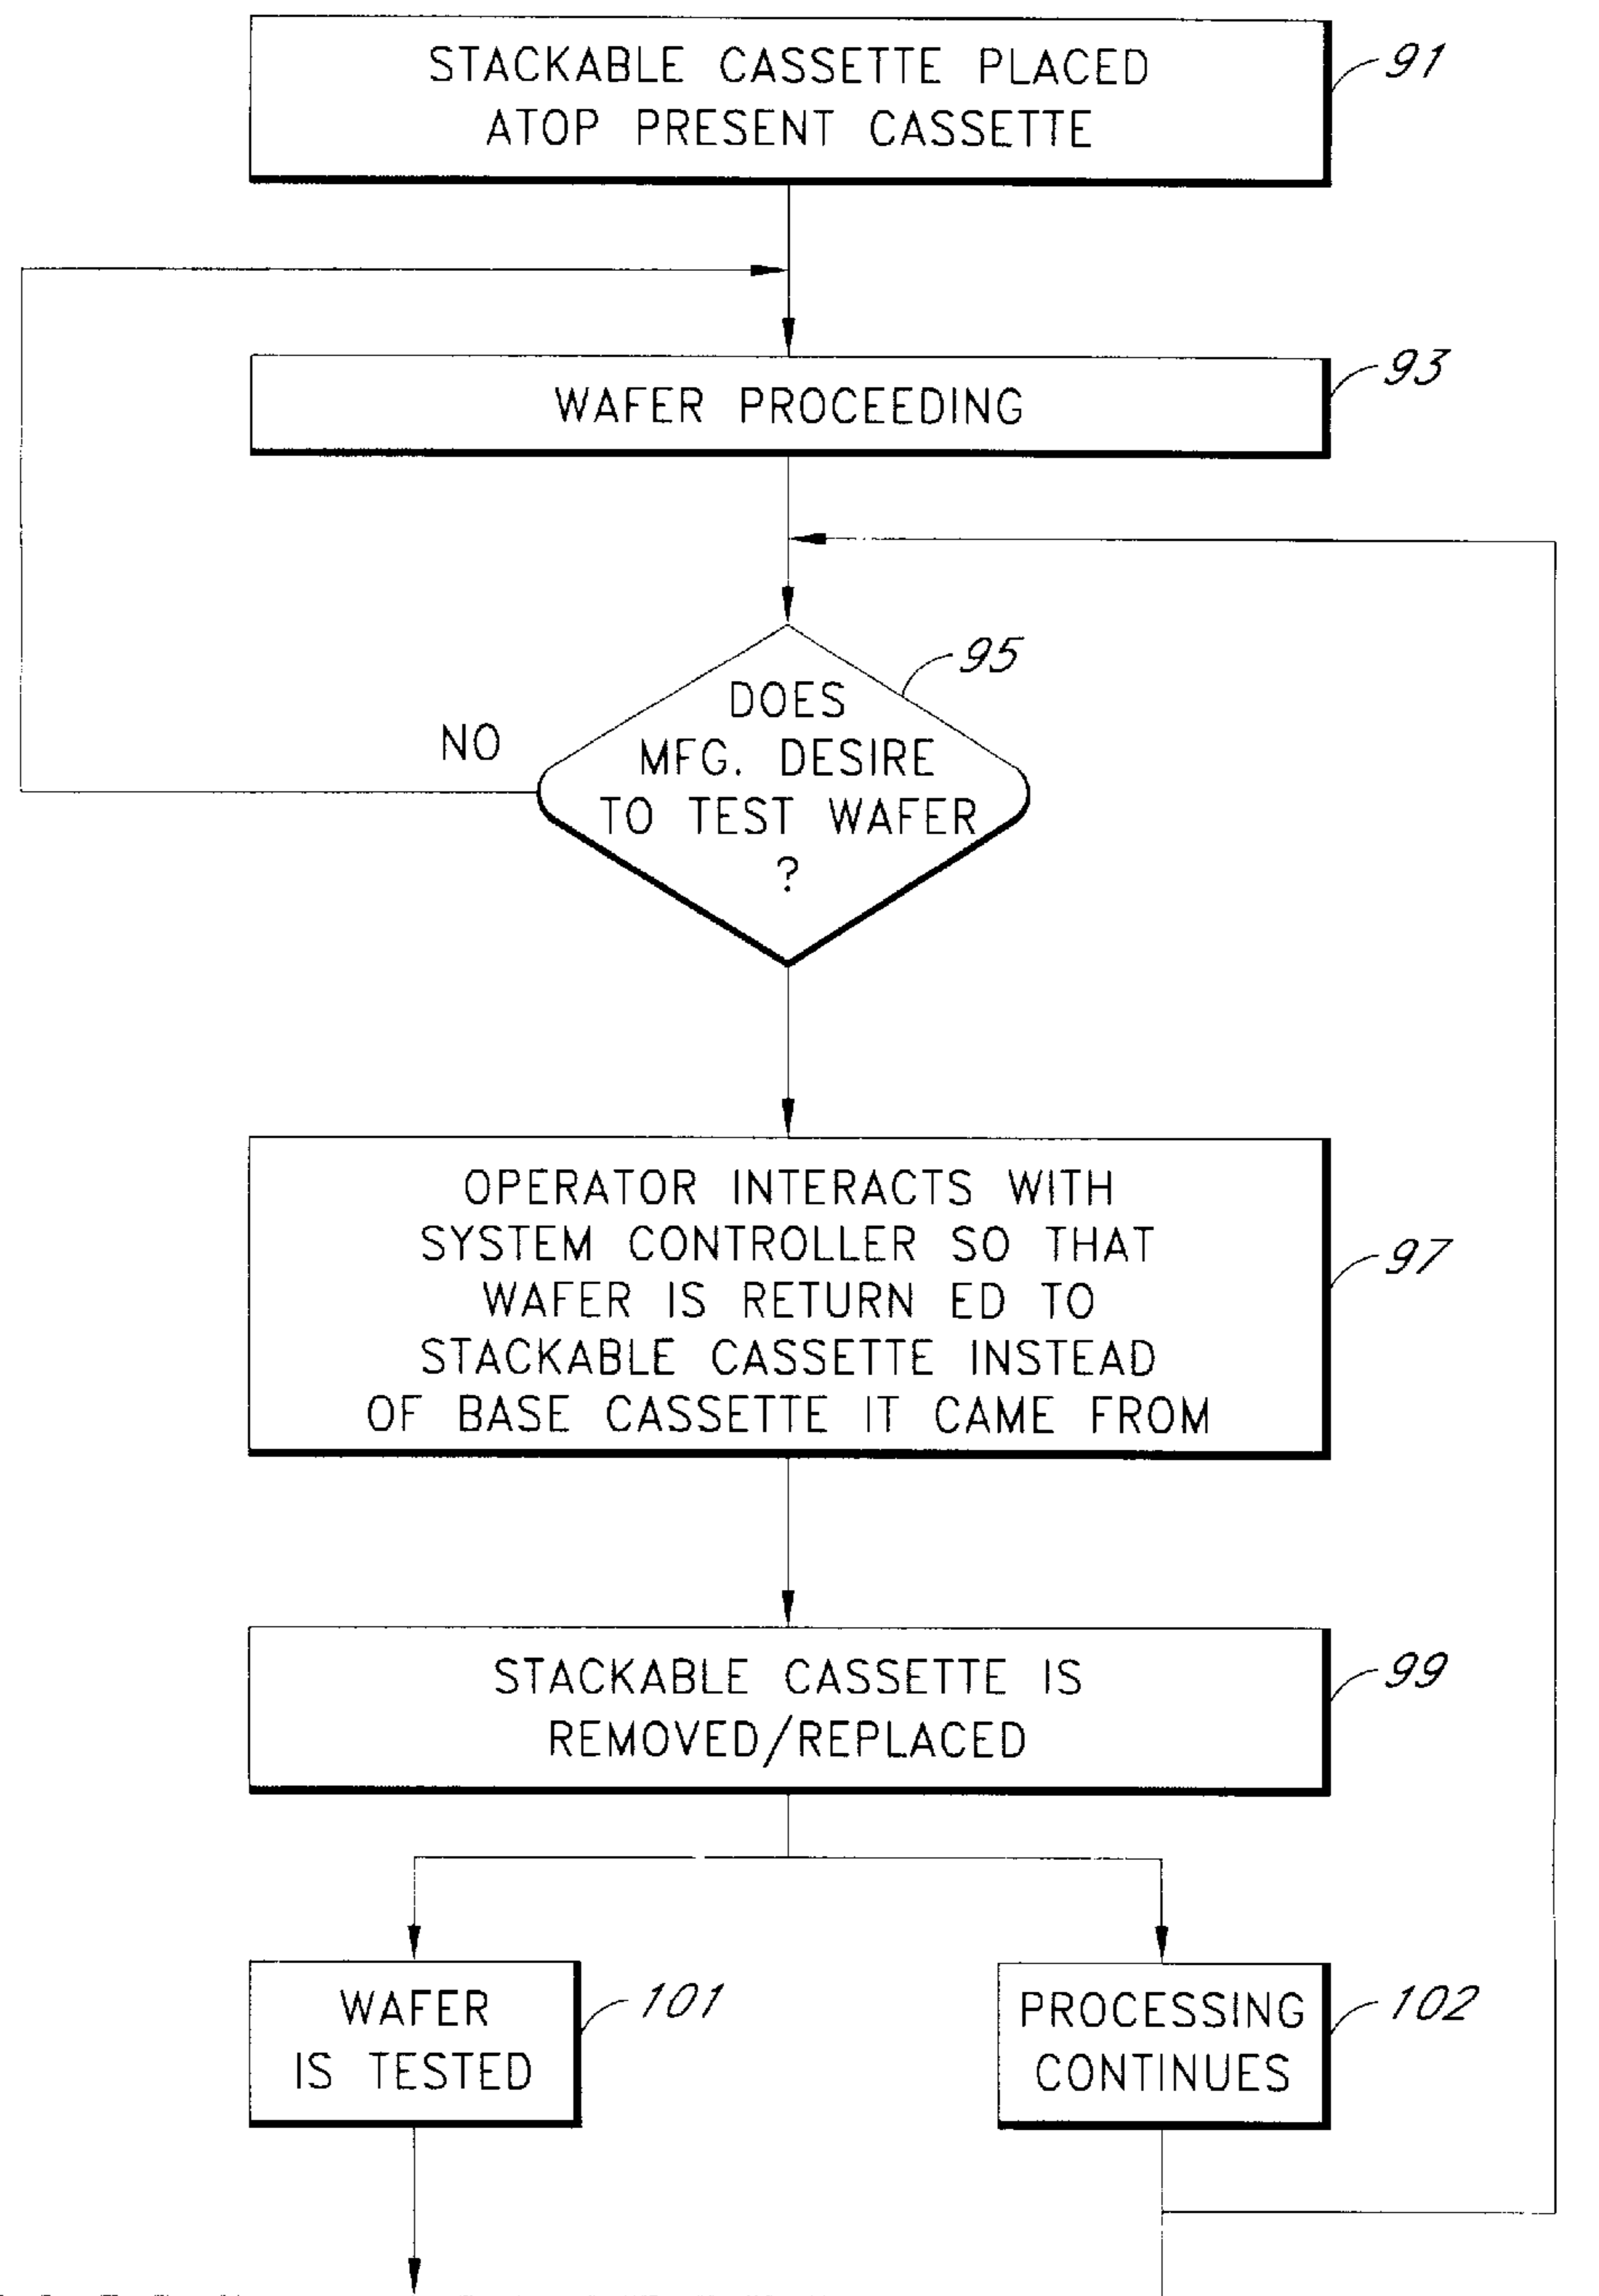 STACKABLE CASSETTE PLACED
ATOP PRESENT CASSETTE
91
WAFER PROCEEDING
93
DOES
MFG. DESIRE
TO TEST WAFER
?
95
NO
OPERATOR INTERACTS WITH
SYSTEM CONTROLLER SO THAT
WAFER IS RETURN ED TO
STACKABLE CASSETTE INSTEAD
OF BASE CASSETTE IT CAME FROM
97
STACKABLE CASSETTE IS
REMOVED/REPLACED
99
WAFER
IS TESTED
101
PROCESSING
CONTINUES
102